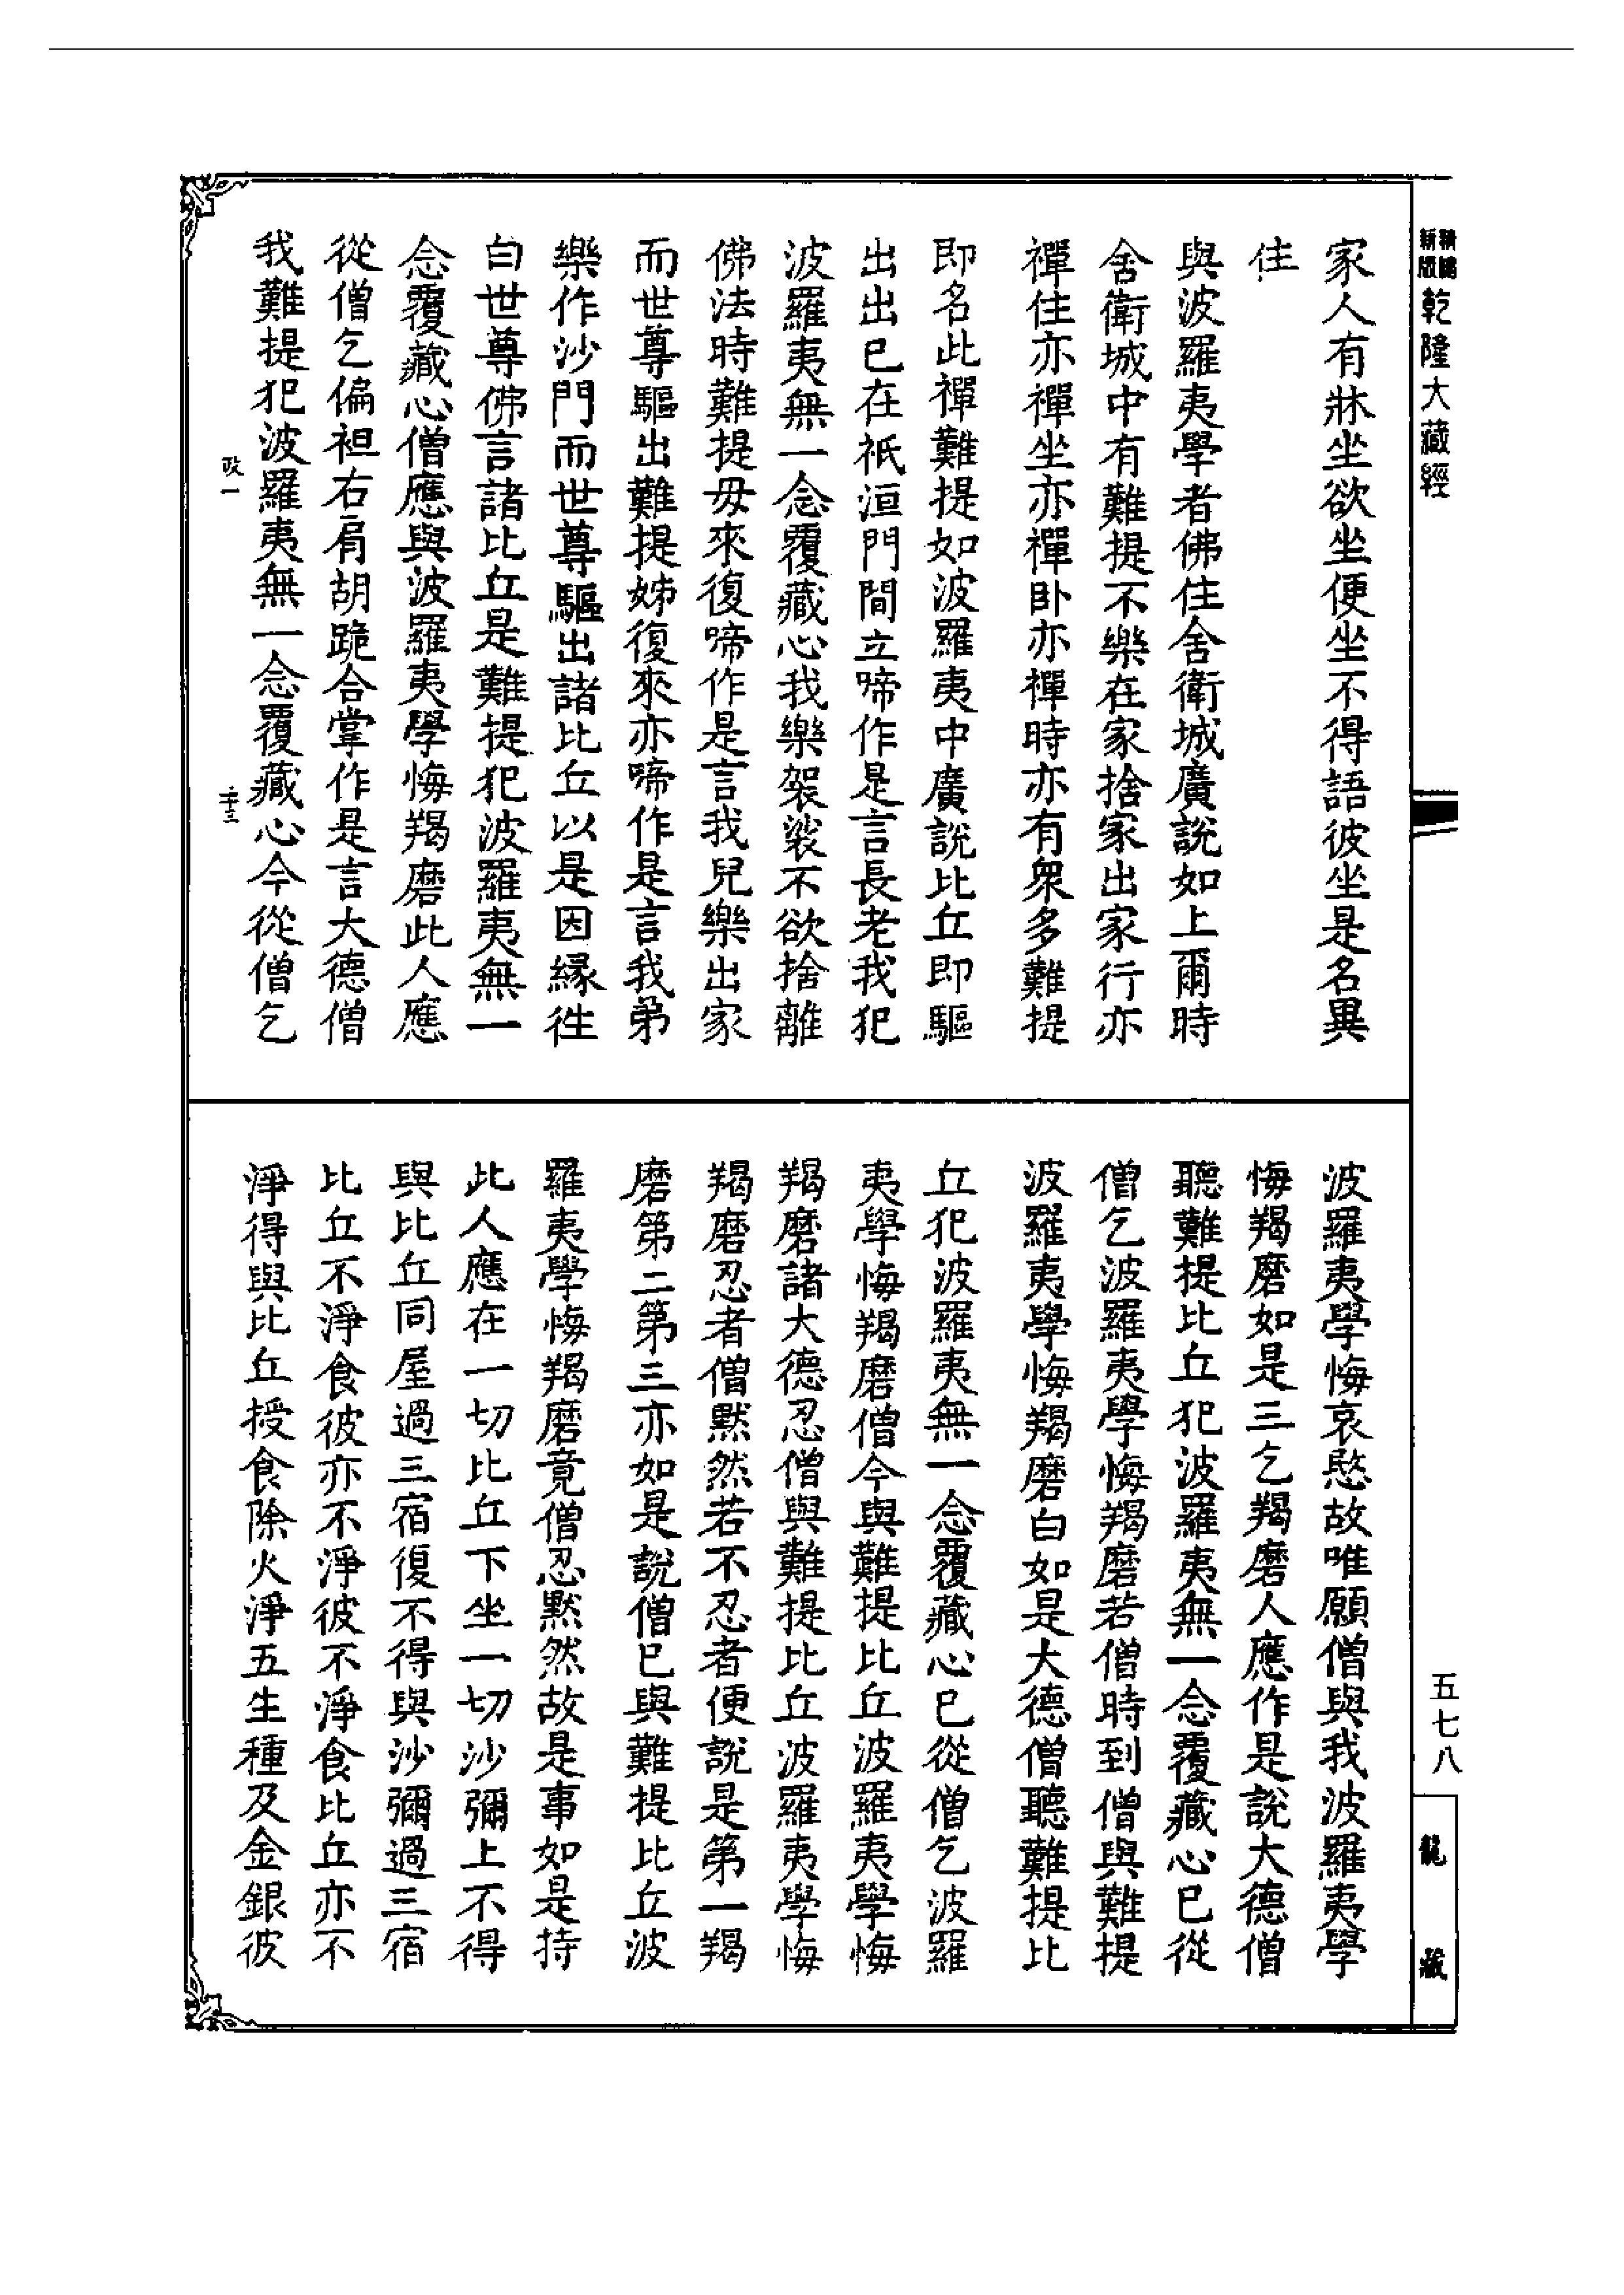 新版
精縮
乾隆大藏經
家人有牀坐欲坐便坐不得語彼坐是名異
住
與波羅夷學者佛住舍衛城廣說如上爾時
舍衛城中有難提不樂在家捨家出家行亦
禪住亦禪坐亦禪臥亦禪時亦有衆多難提
即名此禪難提如波羅夷中廣說比丘即驅
出出已在祇洹門間立啼作是言長老我犯
波羅夷無一念覆藏心我樂袈裟不欲捨離
佛法時難提母來復啼作是言我兒樂出家
而世尊驅出難提姊復來亦啼作是言我弟
樂作沙門而世尊驅出諸比丘以是因緣往
白世尊佛言諸比丘是難提犯波羅夷無一
念覆藏心僧應與波羅夷學悔羯磨此人應
從僧乞偏袒右肩胡跪合掌作是言大德僧
我難提犯波羅夷無一念覆藏心今從僧乞
政一
二十三
波羅夷學悔哀愍故唯願僧與我波羅夷學
悔羯磨如是三乞羯磨人應作是說大德僧
聽難提比丘犯波羅夷無一念覆藏心已從
僧乞波羅夷學悔羯磨若僧時到僧與難提
波羅夷學悔羯磨白如是大德僧聽難提比
丘犯波羅夷無一念覆藏心已從僧乞波羅
夷學悔羯磨僧今與難提比丘波羅夷學悔
羯磨諸大德忍僧與難提比丘波羅夷學悔
羯磨忍者僧默然若不忍者便說是第一羯
磨第二第三亦如是說僧已與難提比丘波
羅夷學悔羯磨竟僧忍默然故是事如是持
此人應在一切比丘下坐一切沙彌上不得
與比丘同屋過三宿復不得與沙彌過三宿
比丘不淨食彼亦不淨彼不淨食比丘亦不
淨得與比丘授食除火淨五生種及金銀彼
五七八
龍藏